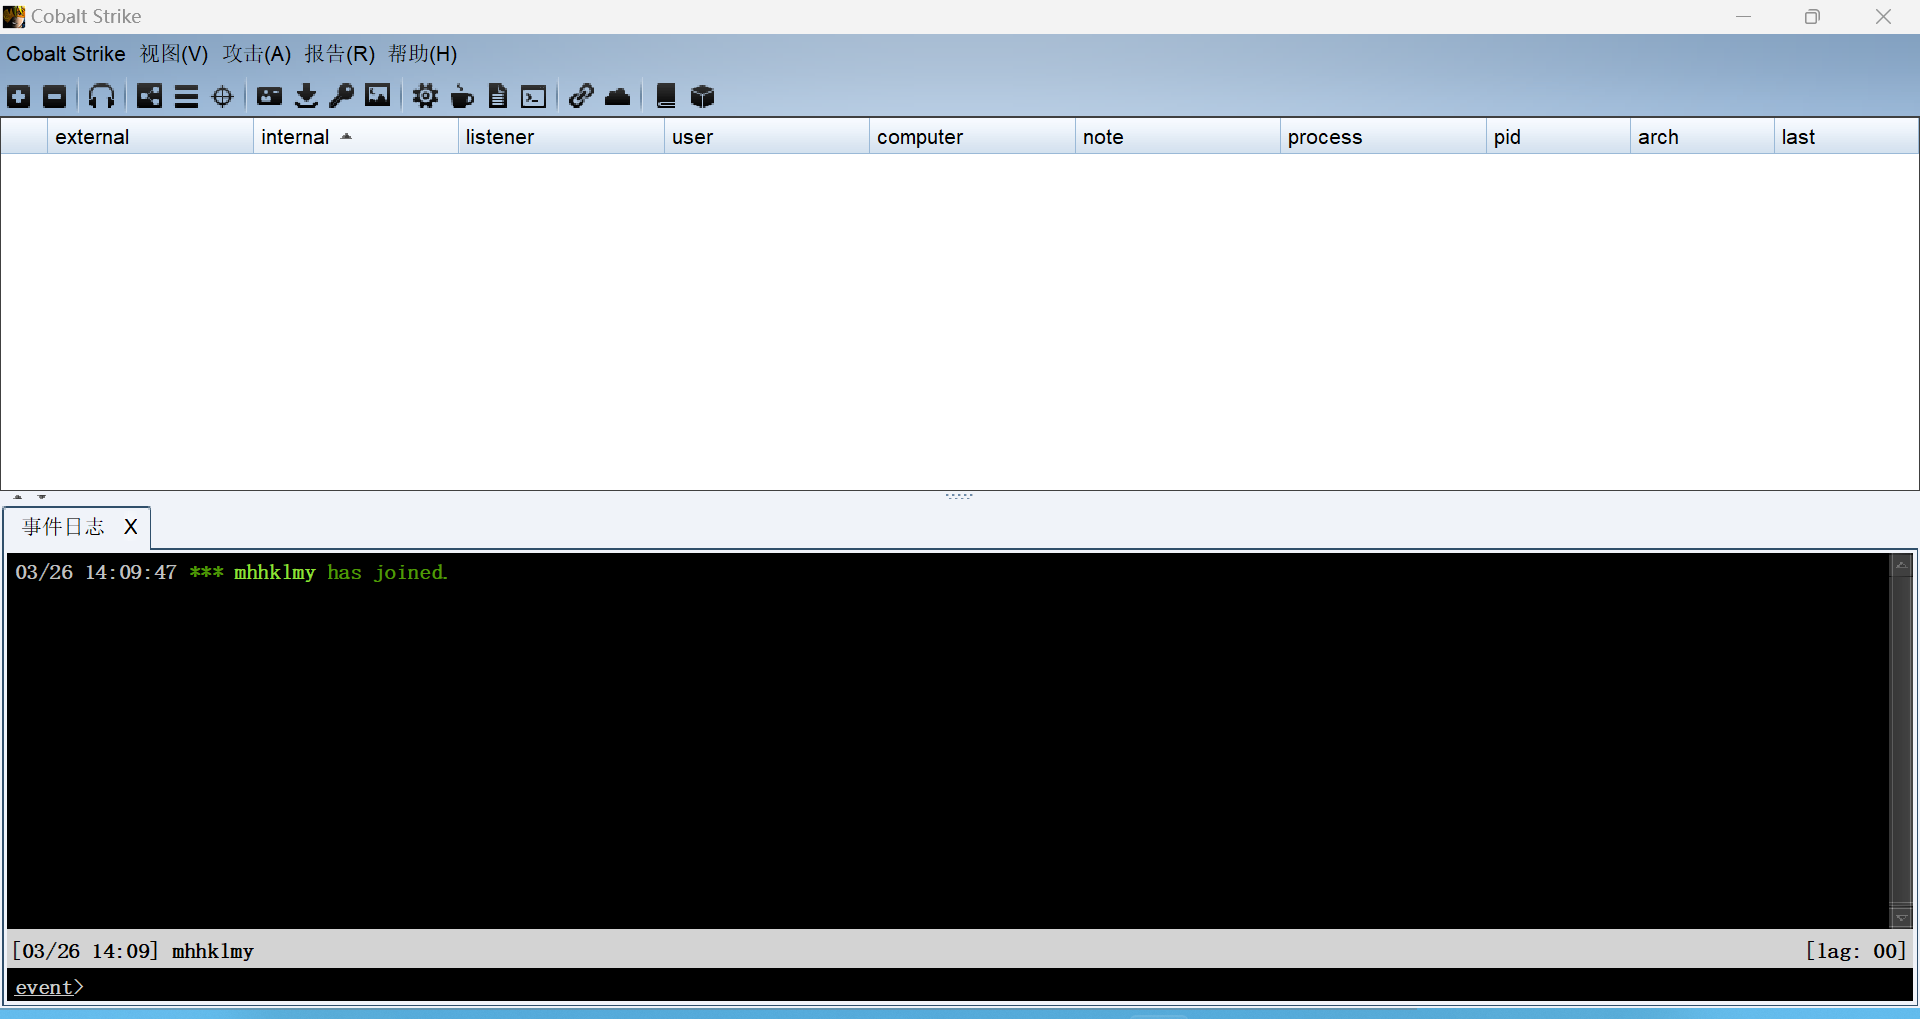 Cobalt Strike
Cobalt Strike 视图(V) 攻击(A) 报告(R) 帮助(H)
external internal listener user computer note process pid arch last
事件日志 X
03/26 14:09:47 *** mhhklmy has joined.
[03/26 14:09] mhhklmy [lag: 00]
event>